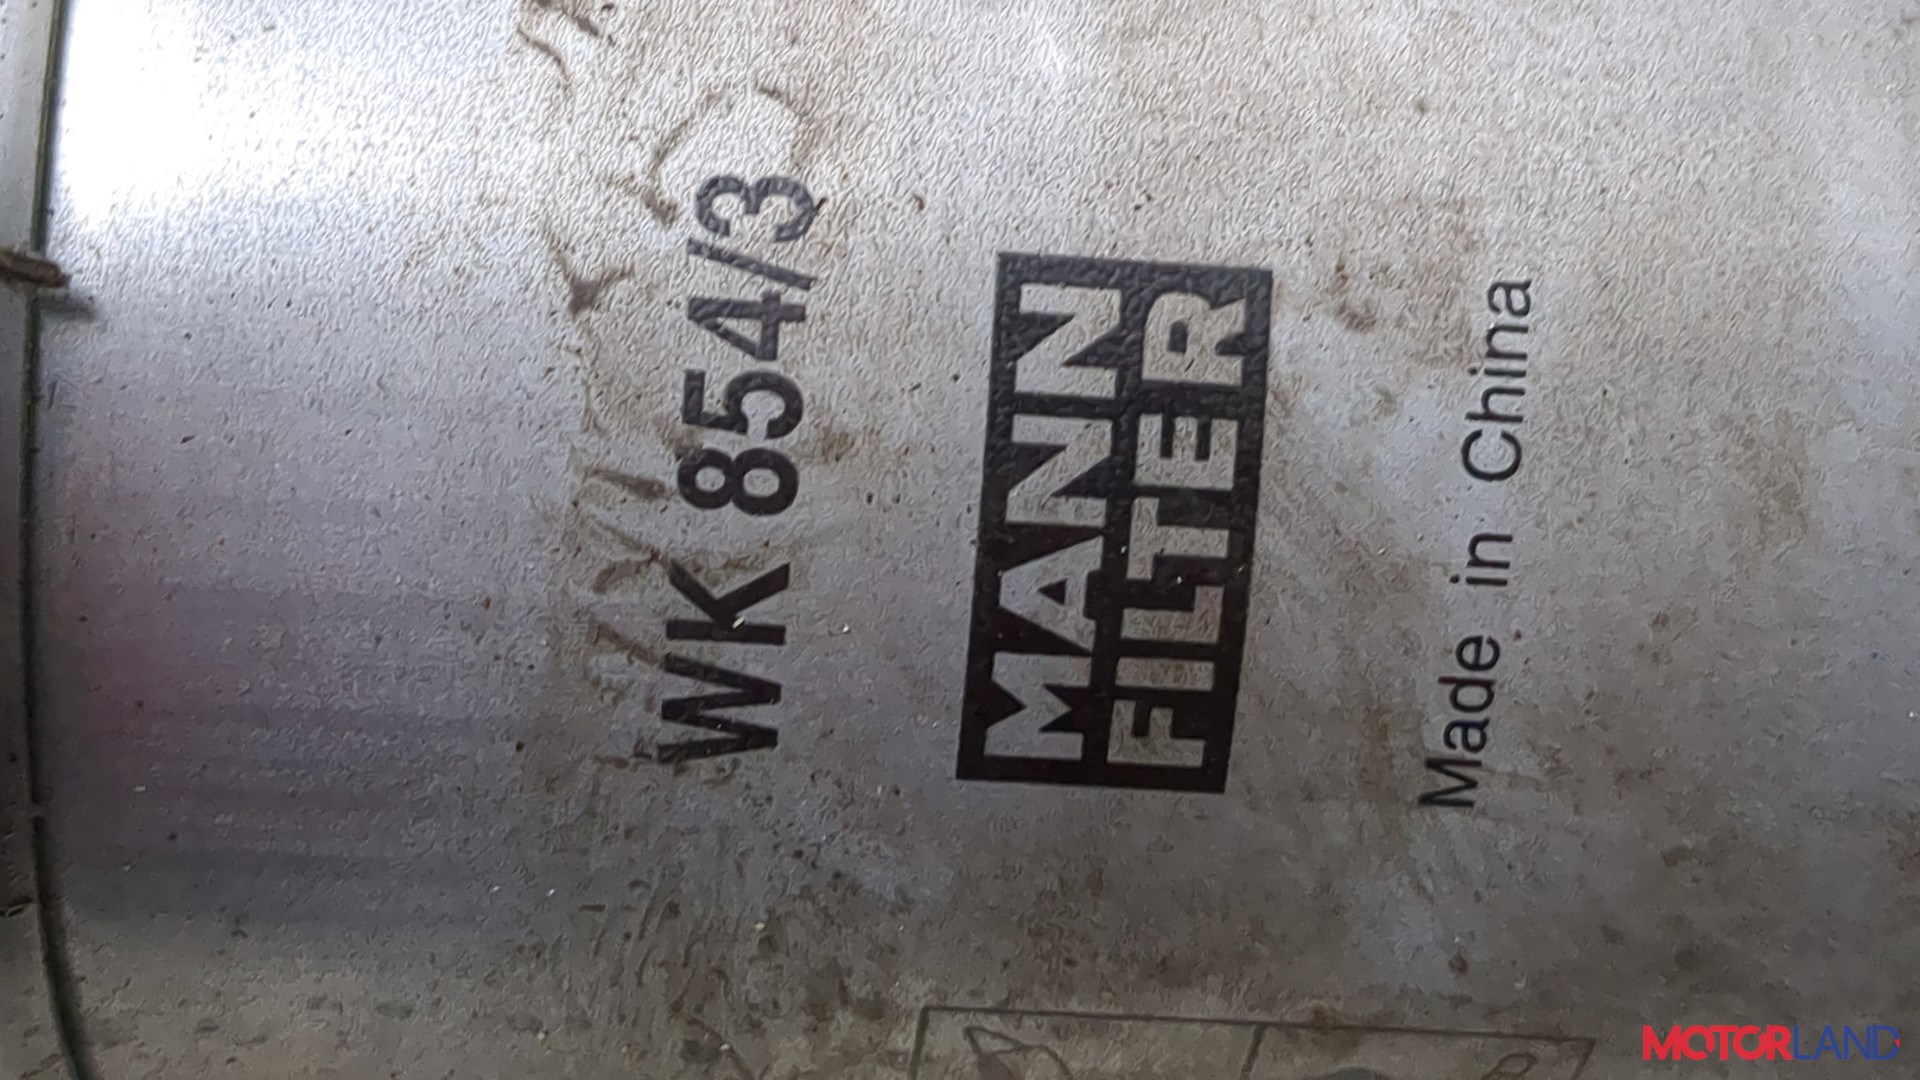 WK 854/3
MANN
FILTER
Made in China
MOTORLAND